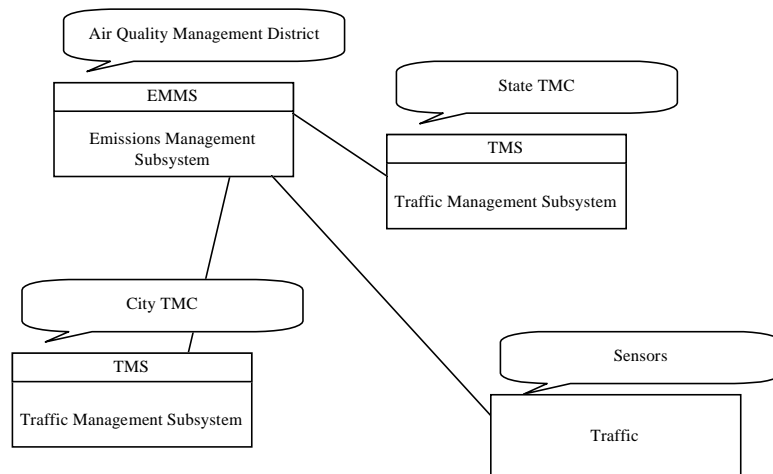 Air Quality Management District
EMMS
Emissions Management
Subsystem
State TMC
TMS
Traffic Management Subsystem
City TMC
TMS
Traffic Management Subsystem
Sensors
Traffic